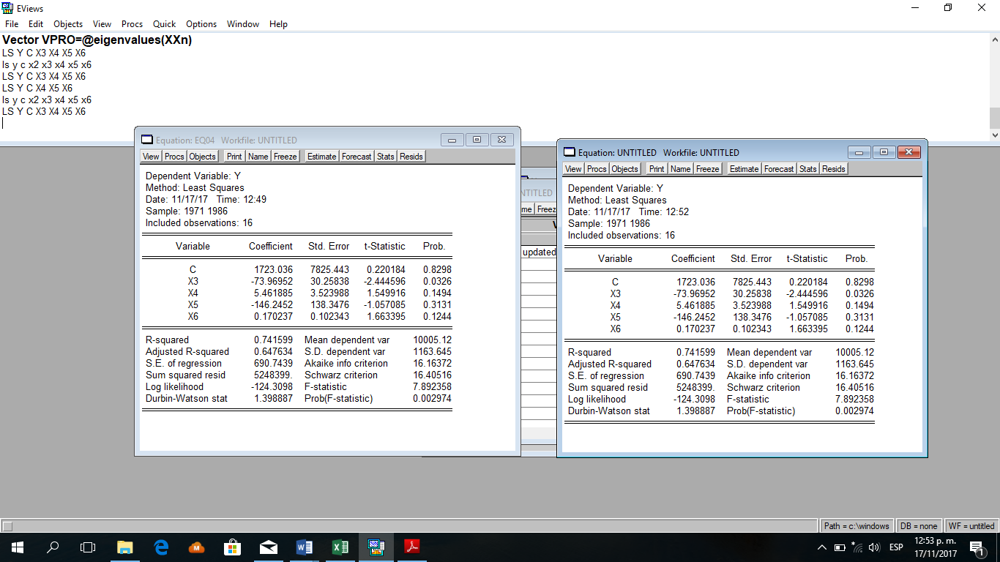 EViews
File Edit Objects View Procs Quick Options Window Help
Vector VPRO=@eigenvalues(XXn)
LS Y C X3 X4 X5 X6
ls y c x2 x3 x4 x5 x6
LS Y C X3 X4 X5 X6
LS Y C X4 X5 X6
ls y c x2 x3 x4 x5 x6
LS Y C X3 X4 X5 X6
Equation: EQ04 Workfile: UNTITLED
View Procs Objects Print Name Freeze Estimate Forecast Stats Resids
Dependent Variable: Y
Method: Least Squares
Date: 11/17/17 Time: 12:49
Sample: 1971 1986
Included observations: 16
Variable Coefficient Std. Error t-Statistic Prob.
C 1723.036 7825.443 0.220184 0.8298
X3 -73.96952 30.25838 -2.444596 0.0326
X4 5.461885 3.523988 1.549916 0.1494
X5 -146.2452 138.3476 -1.057085 0.3131
X6 0.170237 0.102343 1.663395 0.1244
R-squared 0.741599 Mean dependent var 10005.12
Adjusted R-squared 0.647634 S.D. dependent var 1163.645
S.E. of regression 690.7439 Akaike info criterion 16.16372
Sum squared resid 5248399. Schwarz criterion 16.40516
Log likelihood -124.3098 F-statistic 7.892358
Durbin-Watson stat 1.398887 Prob(F-statistic) 0.002974
NTITLED
me Freez
updated
Equation: UNTITLED Workfile: UNTITLED
View Procs Objects Print Name Freeze Estimate Forecast Stats Resids
Dependent Variable: Y
Method: Least Squares
Date: 11/17/17 Time: 12:52
Sample: 1971 1986
Included observations: 16
Variable Coefficient Std. Error t-Statistic Prob.
C 1723.036 7825.443 0.220184 0.8298
X3 -73.96952 30.25838 -2.444596 0.0326
X4 5.461885 3.523988 1.549916 0.1494
X5 -146.2452 138.3476 -1.057085 0.3131
X6 0.170237 0.102343 1.663395 0.1244
R-squared 0.741599 Mean dependent var 10005.12
Adjusted R-squared 0.647634 S.D. dependent var 1163.645
S.E. of regression 690.7439 Akaike info criterion 16.16372
Sum squared resid 5248399. Schwarz criterion 16.40516
Log likelihood -124.3098 F-statistic 7.892358
Durbin-Watson stat 1.398887 Prob(F-statistic) 0.002974
Path = c:\windows DB = none WF = untitled
ESP
12:53 p. m.
17/11/2017
1